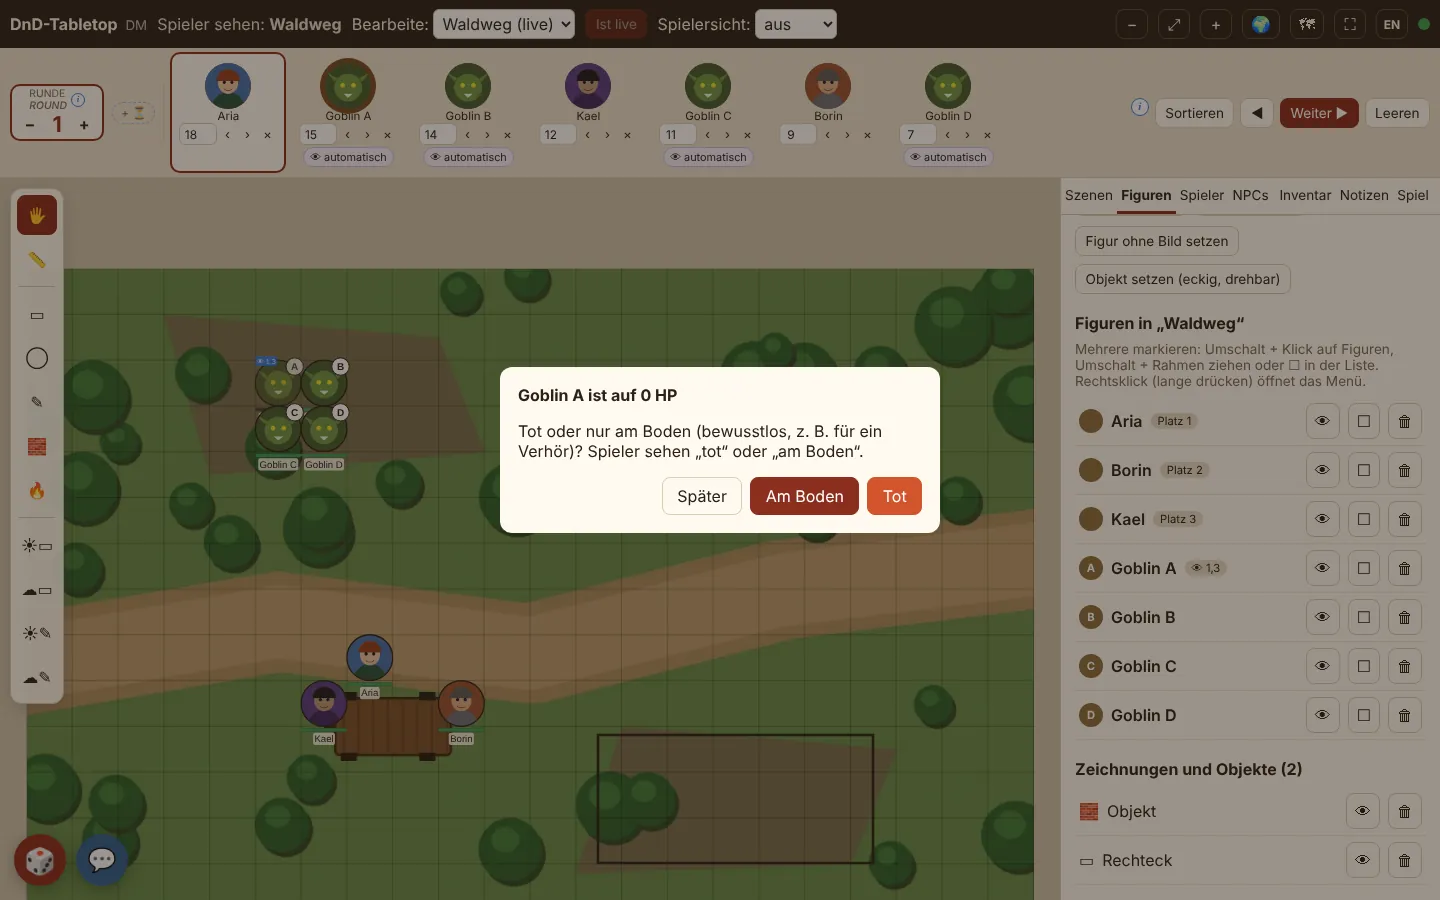 DnD-Tabletop DM Spieler sehen: Waldweg Bearbeite: Waldweg (live) Ist live Spielersicht: aus
− ⤢ + EN
RUNDE
ROUND i
− 1 +
+ ⏳
Aria
18 ‹ › ×
Goblin A
15 ‹ › ×
automatisch
Goblin B
14 ‹ › ×
automatisch
Kael
12 ‹ › ×
Goblin C
11 ‹ › ×
automatisch
Borin
9 ‹ › ×
Goblin D
7 ‹ › ×
automatisch
i Sortieren ◀ Weiter ▶ Leeren
Szenen Figuren Spieler NPCs Inventar Notizen Spiel
Figur ohne Bild setzen
Objekt setzen (eckig, drehbar)
Figuren in „Waldweg“
Mehrere markieren: Umschalt + Klick auf Figuren,
Umschalt + Rahmen ziehen oder ☐ in der Liste.
Rechtsklick (lange drücken) öffnet das Menü.
Aria Platz 1
Borin Platz 2
Kael Platz 3
A Goblin A 1,3
B Goblin B
C Goblin C
D Goblin D
Zeichnungen und Objekte (2)
Objekt
Rechteck
A
B
C
D
Goblin C
Goblin D
Aria
Kael
Borin
Goblin A ist auf 0 HP
Tot oder nur am Boden (bewusstlos, z. B. für ein
Verhör)? Spieler sehen „tot“ oder „am Boden“.
Später Am Boden Tot